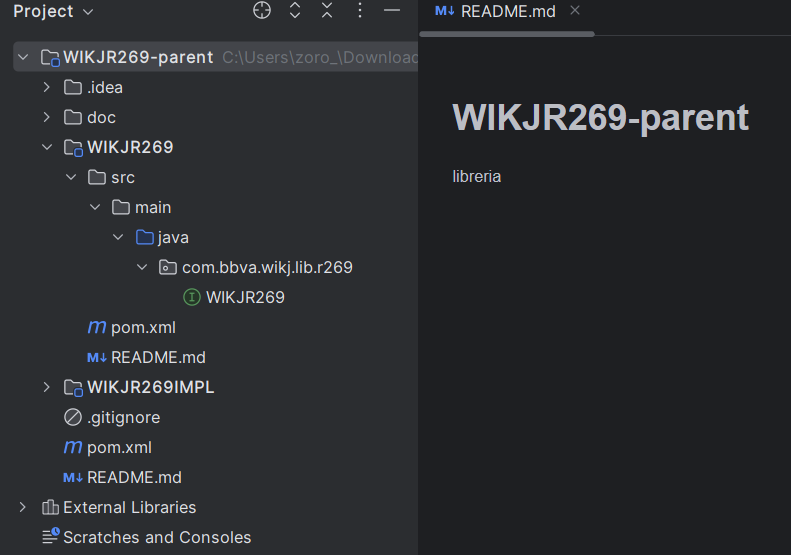 Project
README.md
WIKJR269-parent C:\Users\zoro_\Download
.idea
doc
WIKJR269
src
main
java
com.bbva.wikj.lib.r269
WIKJR269
pom.xml
README.md
WIKJR269IMPL
.gitignore
pom.xml
README.md
External Libraries
Scratches and Consoles
WIKJR269-parent
libreria